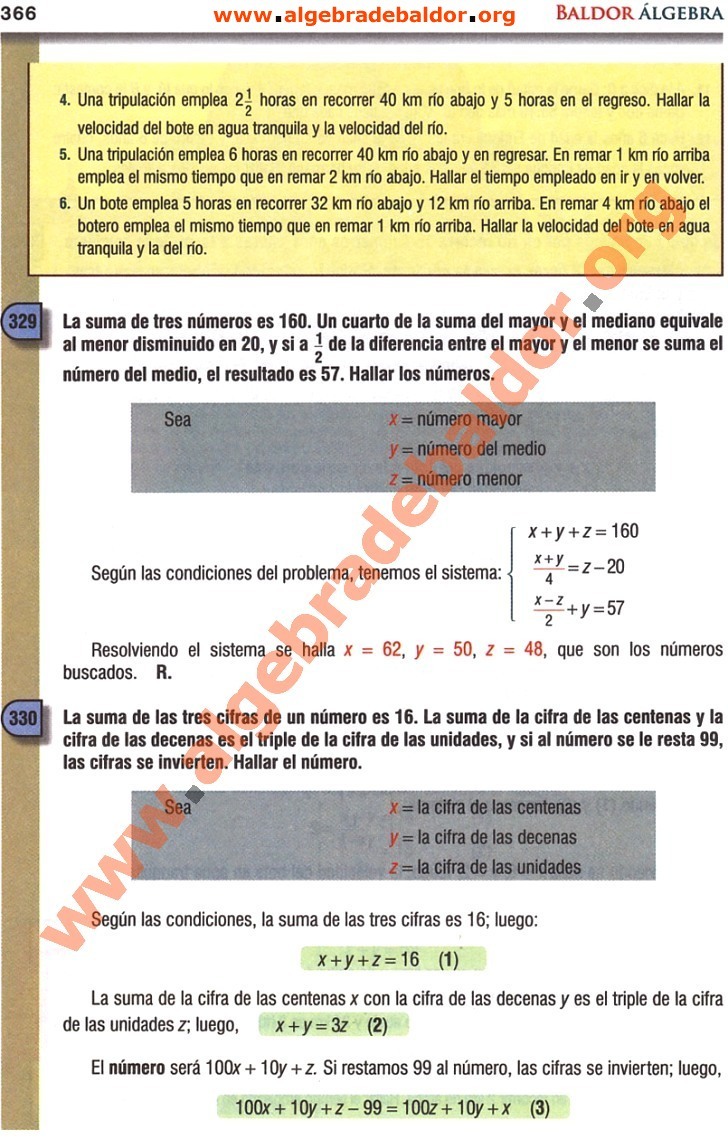 366 www.algebradebaldor.org BALDOR ÁLGEBRA
4. Una tripulación emplea 2 1/2 horas en recorrer 40 km río abajo y 5 horas en el regreso. Hallar la
velocidad del bote en agua tranquila y la velocidad del río.
5. Una tripulación emplea 6 horas en recorrer 40 km río abajo y en regresar. En remar 1 km río arriba
emplea el mismo tiempo que en remar 2 km río abajo. Hallar el tiempo empleado en ir y en volver.
6. Un bote emplea 5 horas en recorrer 32 km río abajo y 12 km río arriba. En remar 4 km río abajo el
botero emplea el mismo tiempo que en remar 1 km río arriba. Hallar la velocidad del bote en agua
tranquila y la del río.
329 La suma de tres números es 160. Un cuarto de la suma del mayor y el mediano equivale
al menor disminuido en 20, y si a 1/2 de la diferencia entre el mayor y el menor se suma el
número del medio, el resultado es 57. Hallar los números.
Sea x = número mayor
y = número del medio
z = número menor
x + y + z = 160
Según las condiciones del problema, tenemos el sistema: (x + y)/4 = z – 20
(x – z)/2 + y = 57
Resolviendo el sistema se halla x = 62, y = 50, z = 48, que son los números
buscados. R.
330 La suma de las tres cifras de un número es 16. La suma de la cifra de las centenas y la
cifra de las decenas es el triple de la cifra de las unidades, y si al número se le resta 99,
las cifras se invierten. Hallar el número.
Sea x = la cifra de las centenas
y = la cifra de las decenas
z = la cifra de las unidades
Según las condiciones, la suma de las tres cifras es 16; luego:
x + y + z = 16 (1)
La suma de la cifra de las centenas x con la cifra de las decenas y es el triple de la cifra
de las unidades z; luego, x + y = 3z (2)
El número será 100x + 10y + z. Si restamos 99 al número, las cifras se invierten; luego,
100x + 10y + z – 99 = 100z + 10y + x (3)
www.algebradebaldor.org